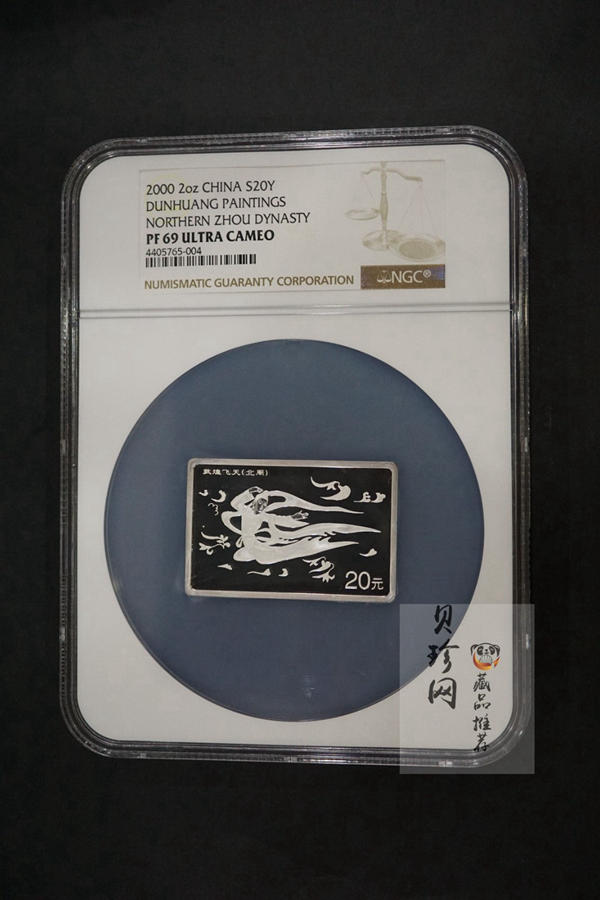 2000 2oz CHINA S20Y
DUNHUANG PAINTINGS
NORTHERN ZHOU DYNASTY
PF 69 ULTRA CAMEO
4405765-004
NUMISMATIC GUARANTY CORPORATION
NGC®
敦煌飞天(北周)
20元
贝珍网
藏品推荐